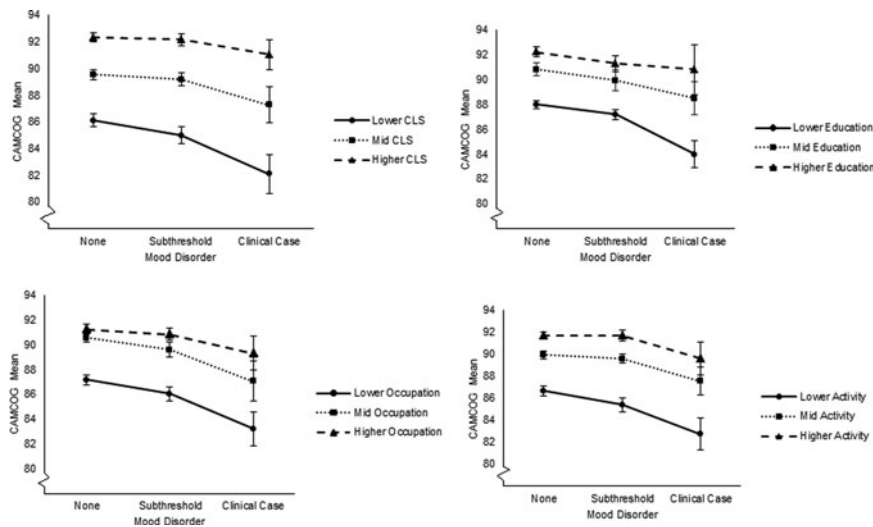 94
92
90
88
86
84
82
80
CAMCOG Mean
None
Subthreshold
Clinical Case
Mood Disorder
Lower CLS
Mid CLS
Higher CLS
94
92
90
88
86
84
82
80
CAMCOG Mean
None
Subthreshold
Clinical Case
Mood Disorder
Lower Education
Mid Education
Higher Education
94
92
90
88
86
84
82
80
CAMCOG Mean
None
Subthreshold
Clinical Case
Mood Disorder
Lower Occupation
Mid Occupation
Higher Occupation
94
92
90
88
86
84
82
80
CAMCOG Mean
None
Subthreshold
Clinical Case
Mood Disorder
Lower Activity
Mid Activity
Higher Activity